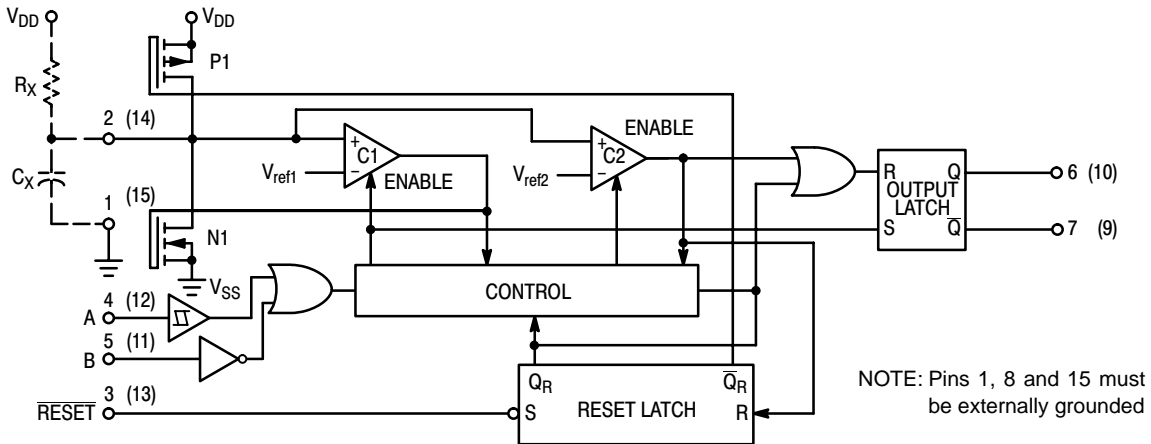 VDD
VDD
P1
RX
2 (14)
ENABLE
+
C1
−
Vref1
ENABLE
+
C2
−
Vref2
CX
1 (15)
N1
VSS
R Q
OUTPUT
LATCH
S Q̅
6 (10)
7 (9)
4 (12)
A
CONTROL
5 (11)
B
QR
Q̅R
3 (13)
R̅E̅S̅E̅T̅
S
RESET LATCH
R
NOTE: Pins 1, 8 and 15 must
be externally grounded